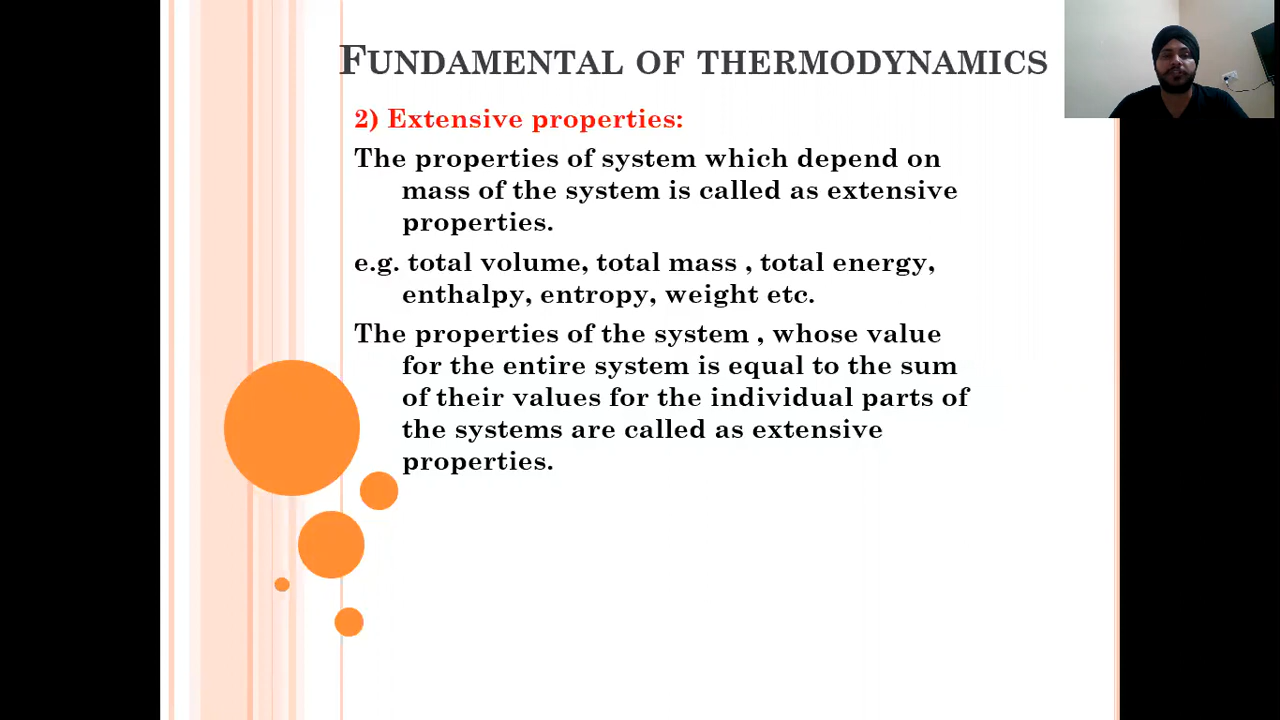 FUNDAMENTAL OF THERMODYNAMICS
2) Extensive properties:
The properties of system which depend on
mass of the system is called as extensive
properties.
e.g. total volume, total mass , total energy,
enthalpy, entropy, weight etc.
The properties of the system , whose value
for the entire system is equal to the sum
of their values for the individual parts of
the systems are called as extensive
properties.